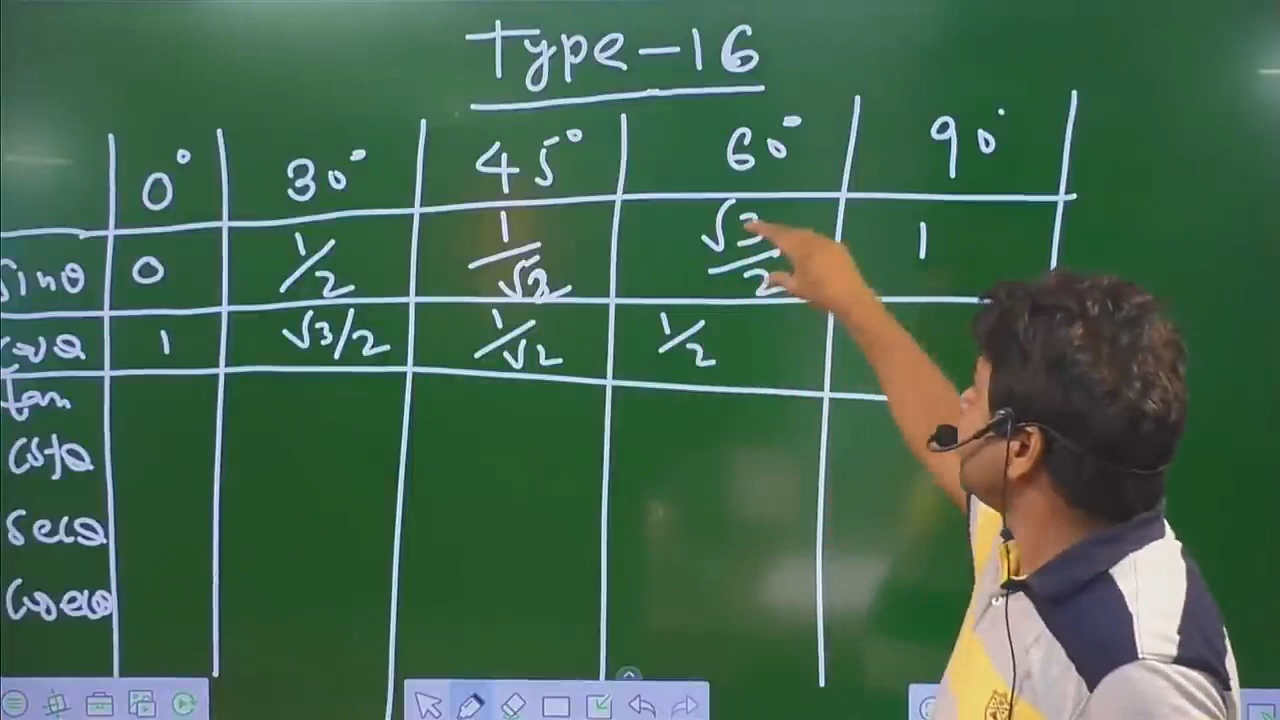 Type-16
0° 30° 45° 60° 90°
sinθ 0 1/2 1/√2 √3/2 1
cosθ 1 √3/2 1/√2 1/2
tan
cotθ
secθ
cosecθ